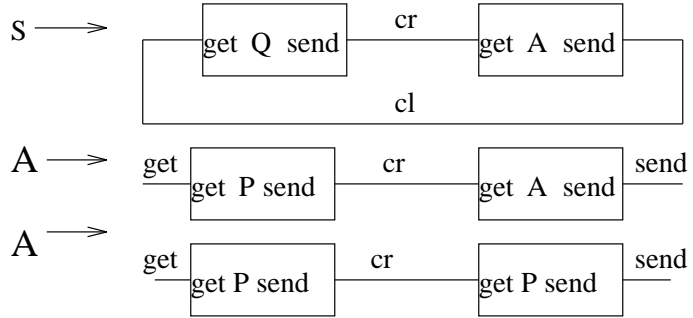 cr
s get Q send get A send
cl
A get cr send
get P send get A send
A get cr send
get P send get P send